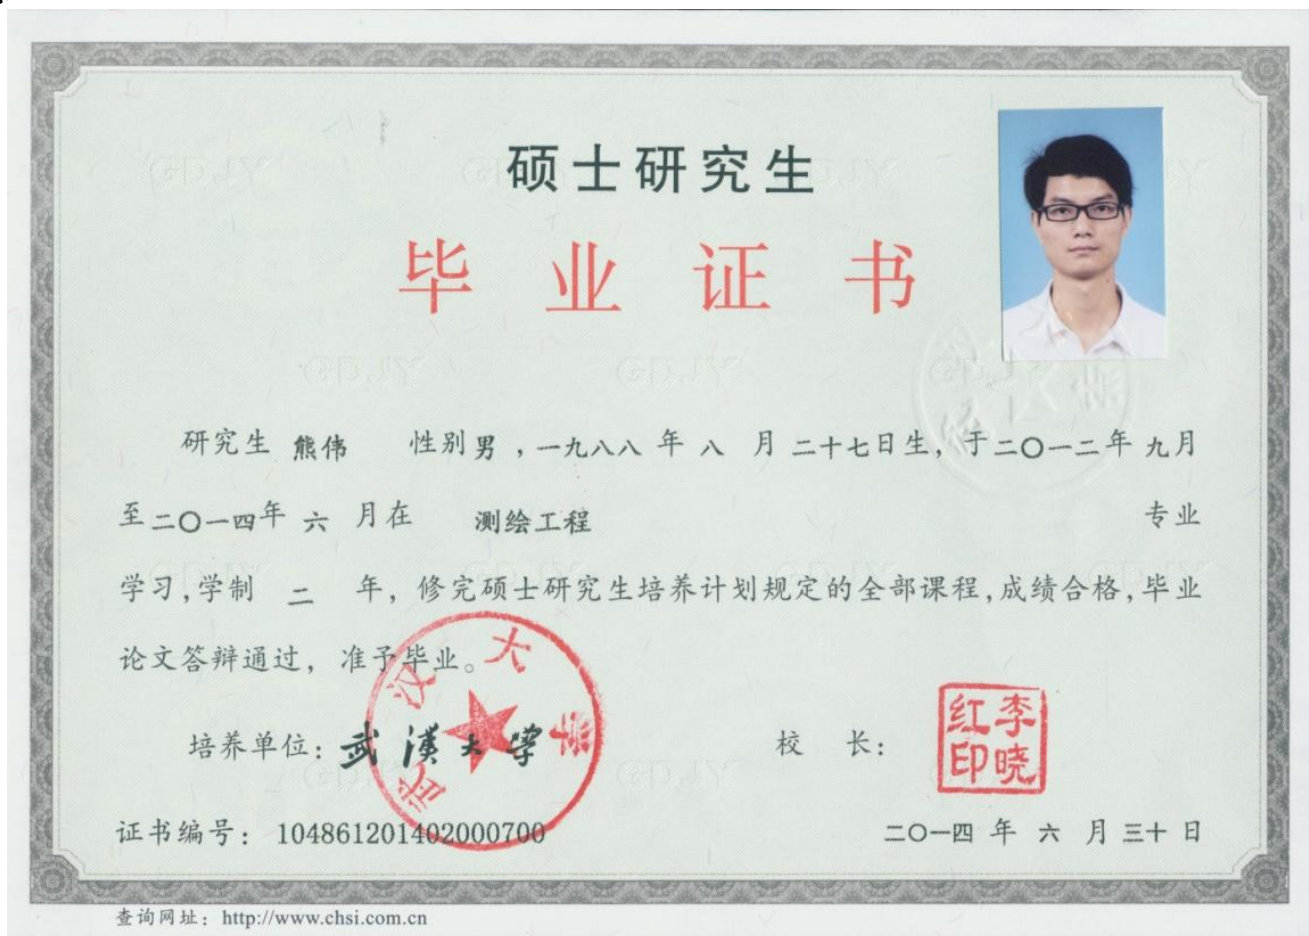 硕士研究生
毕业证书
研究生 熊伟 性别 男 , 一九八八 年 八 月 二十七日生, 于二〇一二年 九月
至二〇一四年 六 月在 测绘工程 专业
学习,学制 二 年, 修完硕士研究生培养计划规定的全部课程,成绩合格,毕业
论文答辩通过, 准予毕业。
培养单位: 武漢大学
武汉大学
校 长:
李晓红印
证书编号: 104861201402000700
二〇一四 年 六 月 三十 日
查询网址: http://www.chsi.com.cn